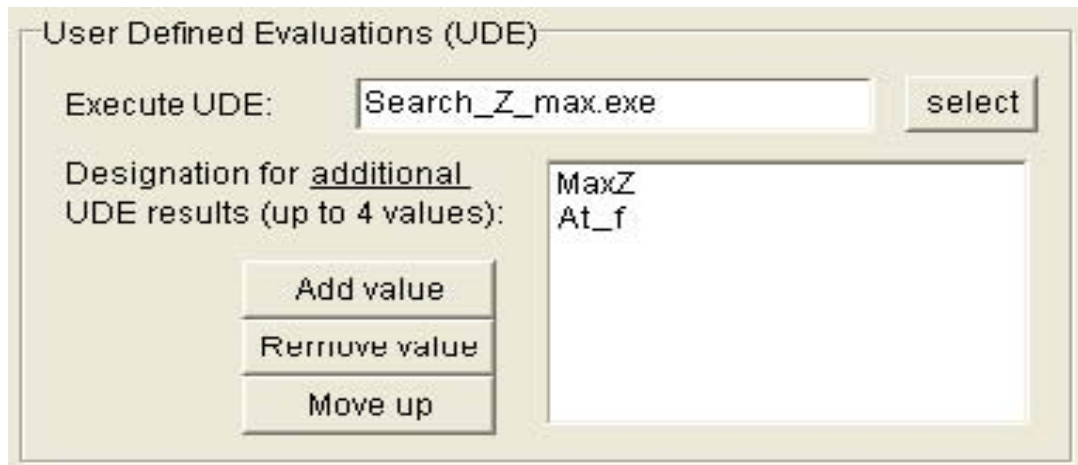 User Defined Evaluations (UDE)
Execute UDE: Search_Z_max.exe select
Designation for additional
UDE results (up to 4 values):
MaxZ
At_f
Add value
Remove value
Move up